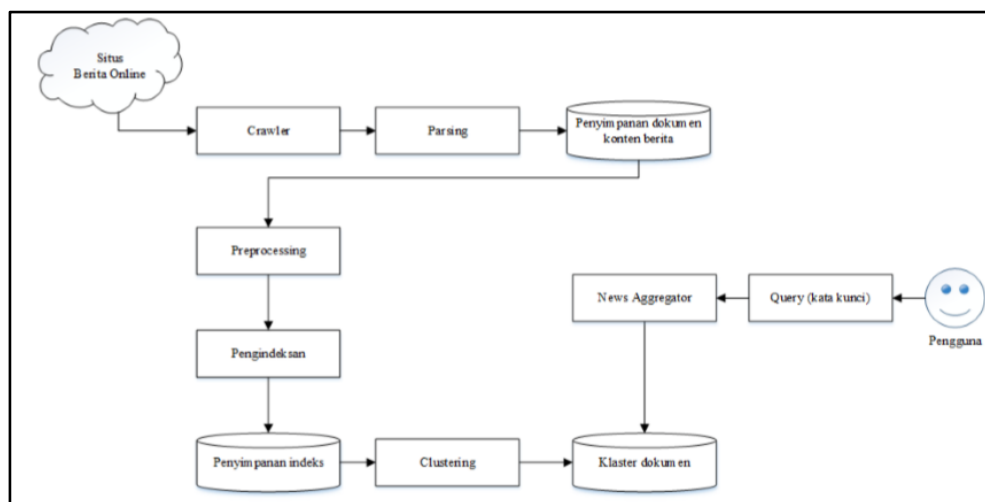 Situs
Berita Online
Crawler
Parsing
Penyimpanan dokumen
konten berita
Preprocessing
News Aggregator
Query (kata kunci)
Pengguna
Pengindeksan
Penyimpanan indeks
Clustering
Klaster dokumen